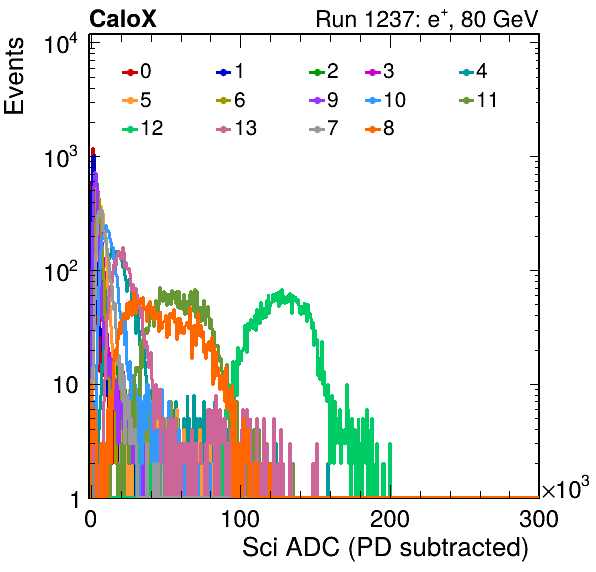 CaloX Run 1237: e⁺, 80 GeV
Events
10⁴
0 1 2 3 4
5 6 9 10 11
12 13 7 8
10³
10²
10
1
0 100 200 300
×10³
Sci ADC (PD subtracted)